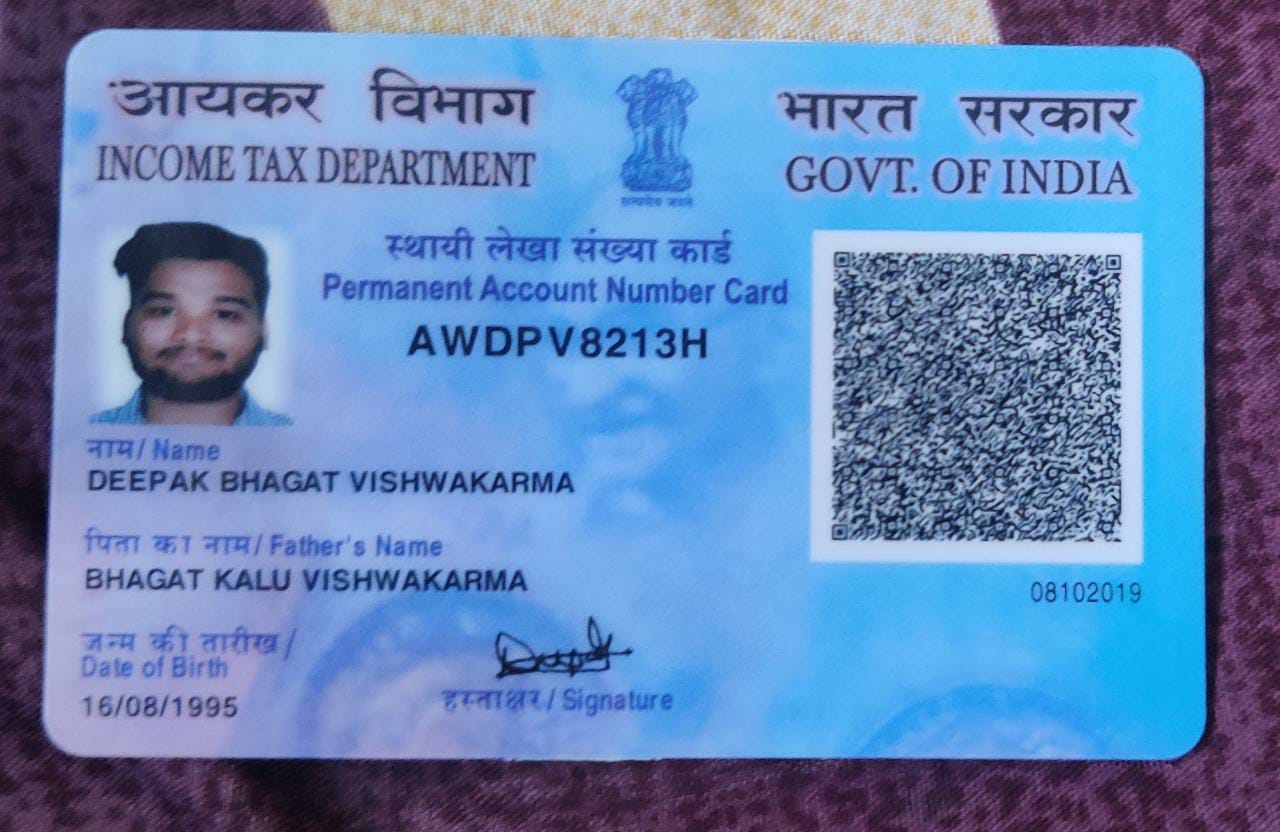 आयकर विभाग
INCOME TAX DEPARTMENT
सत्यमेव जयते
भारत सरकार
GOVT. OF INDIA
स्थायी लेखा संख्या कार्ड
Permanent Account Number Card
AWDPV8213H
नाम/ Name
DEEPAK BHAGAT VISHWAKARMA
पिता का नाम/ Father's Name
BHAGAT KALU VISHWAKARMA
08102019
जन्म की तारीख/
Date of Birth
16/08/1995
Deepak
हस्ताक्षर/ Signature